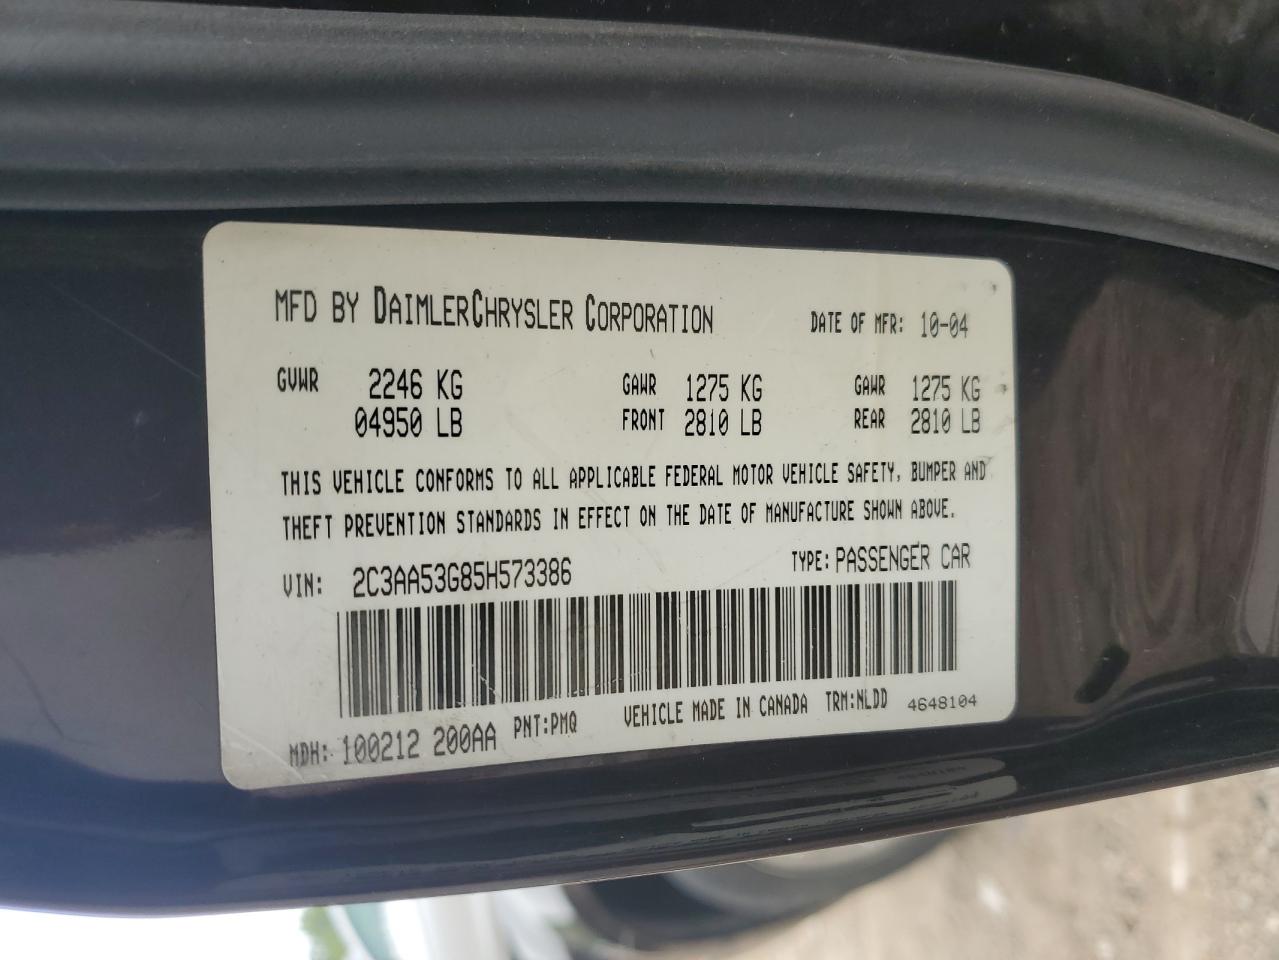 MFD BY DAIMLERCHRYSLER CORPORATION DATE OF MFR: 10-04
GVWR 2246 KG GAWR 1275 KG GAWR 1275 KG
04950 LB FRONT 2810 LB REAR 2810 LB
THIS VEHICLE CONFORMS TO ALL APPLICABLE FEDERAL MOTOR VEHICLE SAFETY, BUMPER AND
THEFT PREVENTION STANDARDS IN EFFECT ON THE DATE OF MANUFACTURE SHOWN ABOVE.
VIN: 2C3AA53G85H573386 TYPE: PASSENGER CAR
MDH: 100212 200AA PNT:PMQ VEHICLE MADE IN CANADA TRM:NLDD 4648104